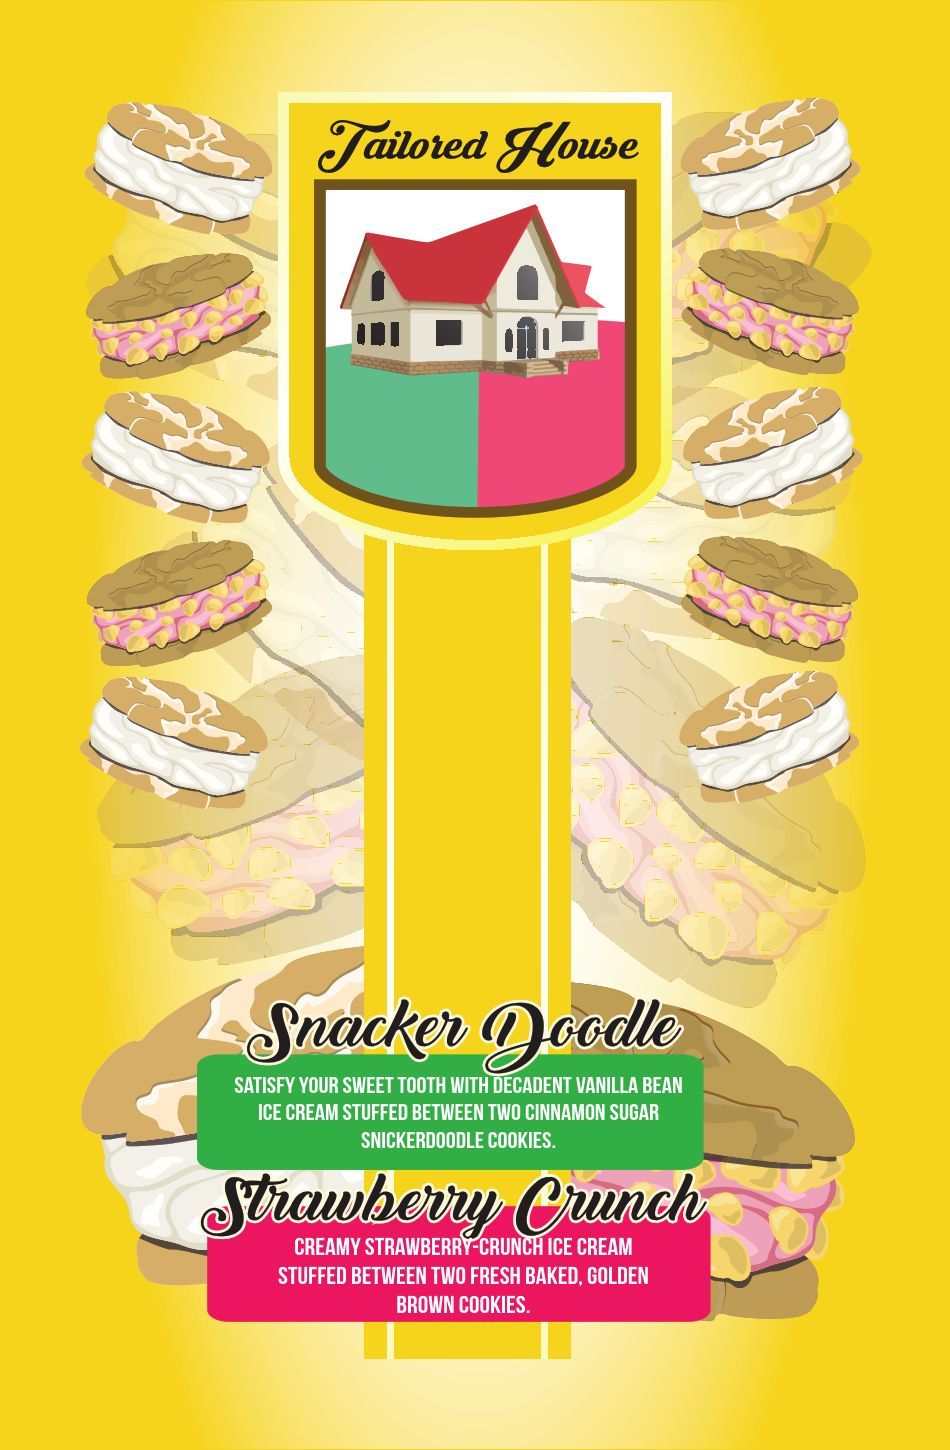 Tailored House
Snacker Doodle
SATISFY YOUR SWEET TOOTH WITH DECADENT VANILLA BEAN
ICE CREAM STUFFED BETWEEN TWO CINNAMON SUGAR
SNICKERDOODLE COOKIES.
Strawberry Crunch
CREAMY STRAWBERRY-CRUNCH ICE CREAM
STUFFED BETWEEN TWO FRESH BAKED, GOLDEN
BROWN COOKIES.